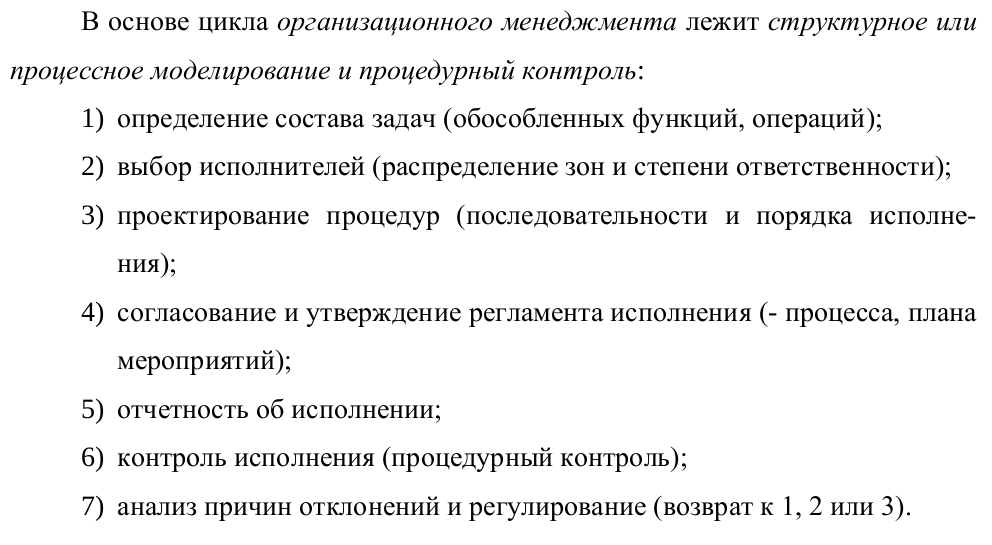 В основе цикла организационного менеджмента лежит структурное или
процессное моделирование и процедурный контроль:
1) определение состава задач (обособленных функций, операций);
2) выбор исполнителей (распределение зон и степени ответственности);
3) проектирование процедур (последовательности и порядка исполне-
ния);
4) согласование и утверждение регламента исполнения (- процесса, плана
мероприятий);
5) отчетность об исполнении;
6) контроль исполнения (процедурный контроль);
7) анализ причин отклонений и регулирование (возврат к 1, 2 или 3).